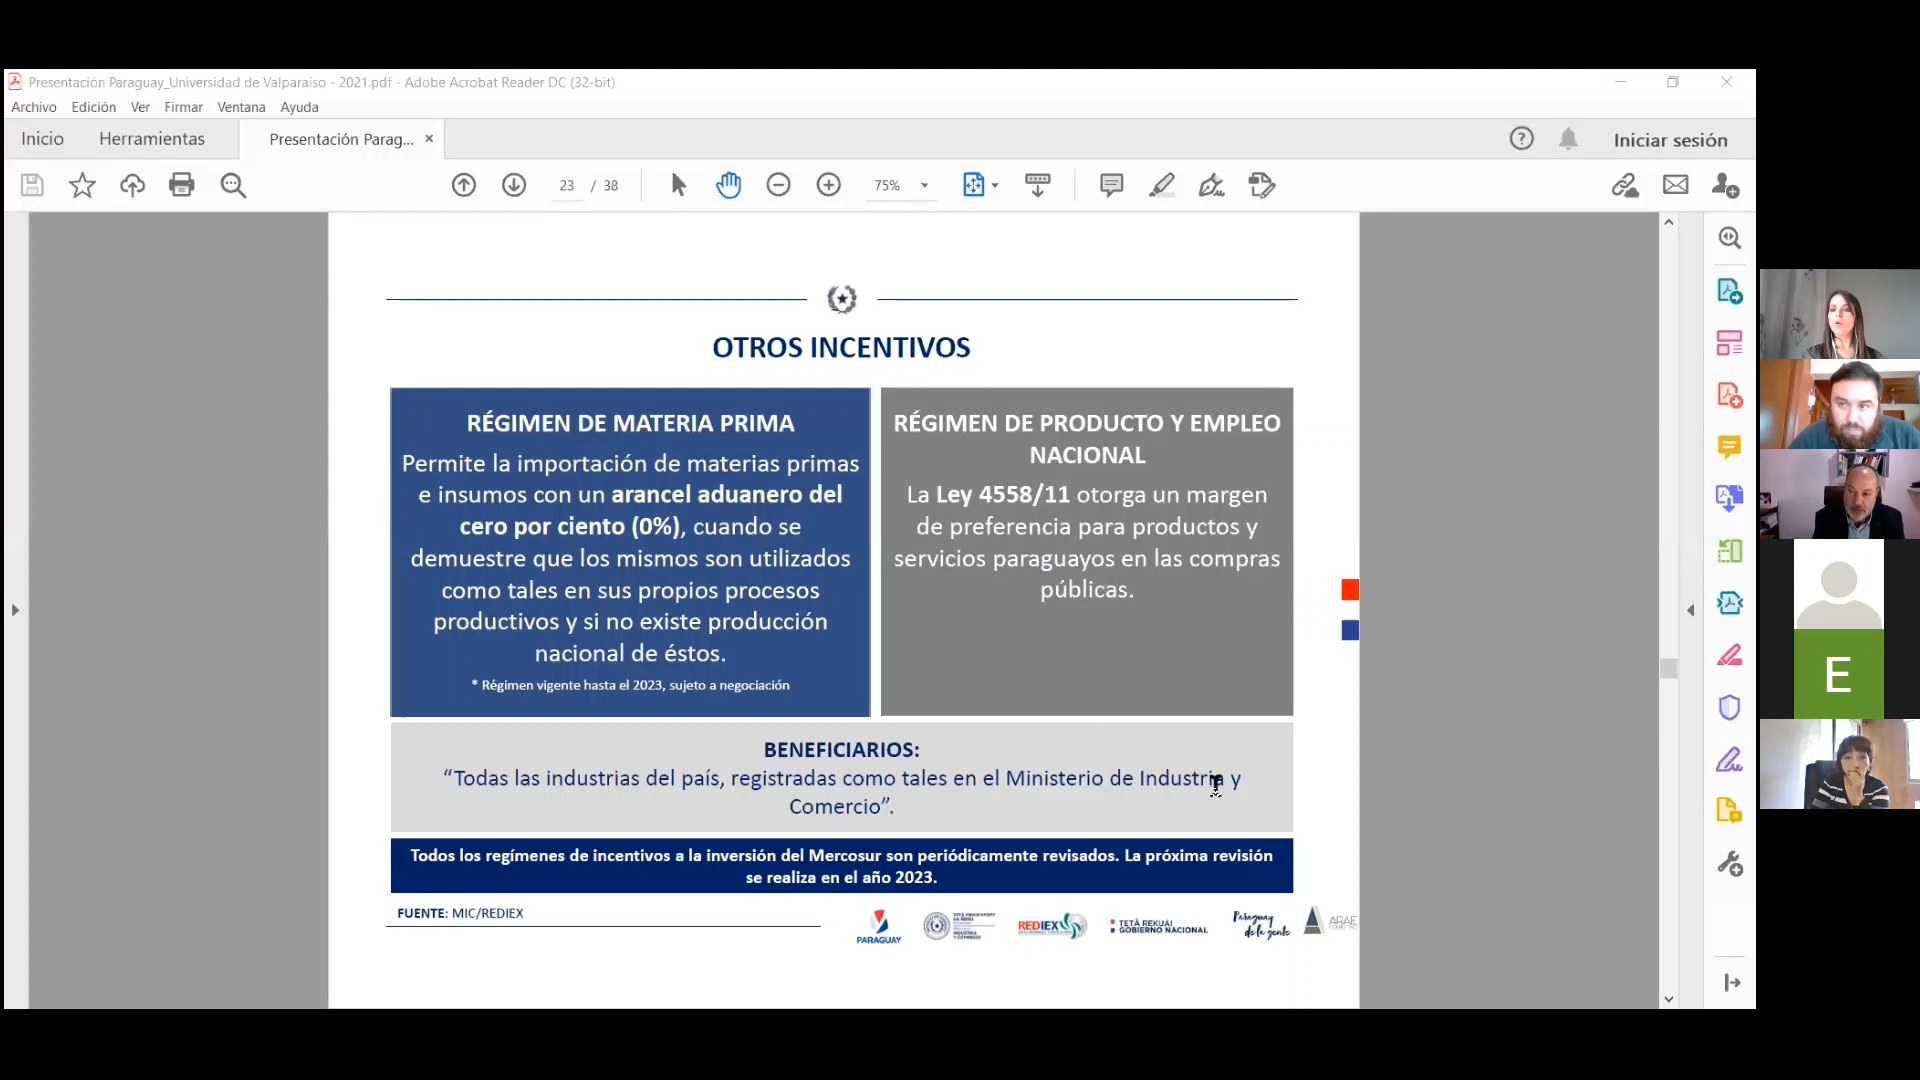 Presentación Paraguay_Universidad de Valparaiso - 2021.pdf - Adobe Acrobat Reader DC (32-bit)
Archivo Edición Ver Firmar Ventana Ayuda
Inicio Herramientas Presentación Parag... Iniciar sesión
23 / 38 75%
OTROS INCENTIVOS
RÉGIMEN DE MATERIA PRIMA
Permite la importación de materias primas
e insumos con un arancel aduanero del
cero por ciento (0%), cuando se
demuestre que los mismos son utilizados
como tales en sus propios procesos
productivos y si no existe producción
nacional de éstos.
* Régimen vigente hasta el 2023, sujeto a negociación
RÉGIMEN DE PRODUCTO Y EMPLEO
NACIONAL
La Ley 4558/11 otorga un margen
de preferencia para productos y
servicios paraguayos en las compras
públicas.
BENEFICIARIOS:
“Todas las industrias del país, registradas como tales en el Ministerio de Industria y
Comercio”.
Todos los regímenes de incentivos a la inversión del Mercosur son periódicamente revisados. La próxima revisión
se realiza en el año 2023.
FUENTE: MIC/REDIEX
PARAGUAY
REDIEX
TETÃ REKUÁI
GOBIERNO NACIONAL
Paraguay
de la gente
ARAE
E